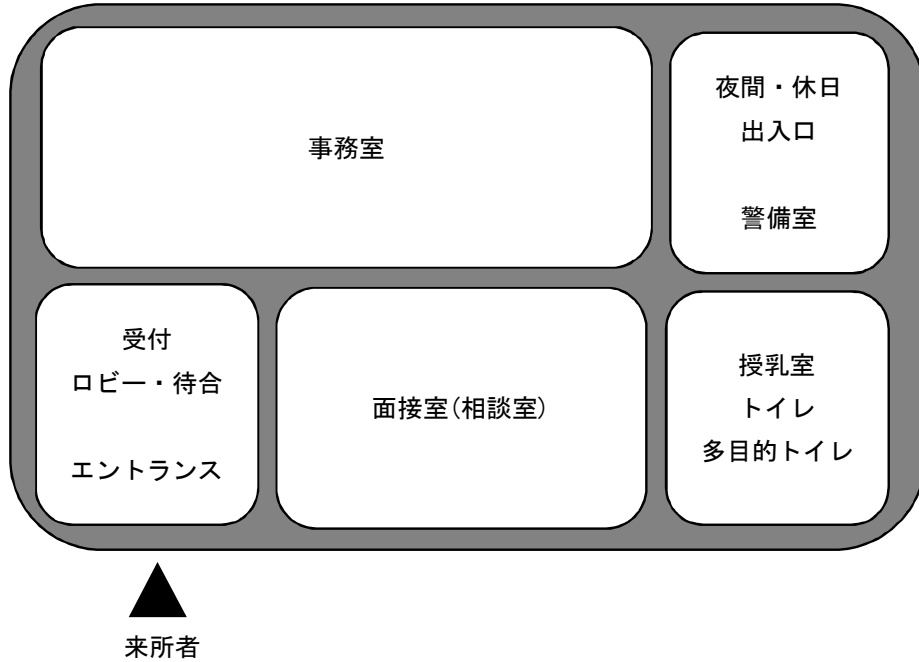 事務室
夜間・休日
出入口
警備室
受付
ロビー・待合
エントランス
面接室(相談室)
授乳室
トイレ
多目的トイレ
来所者